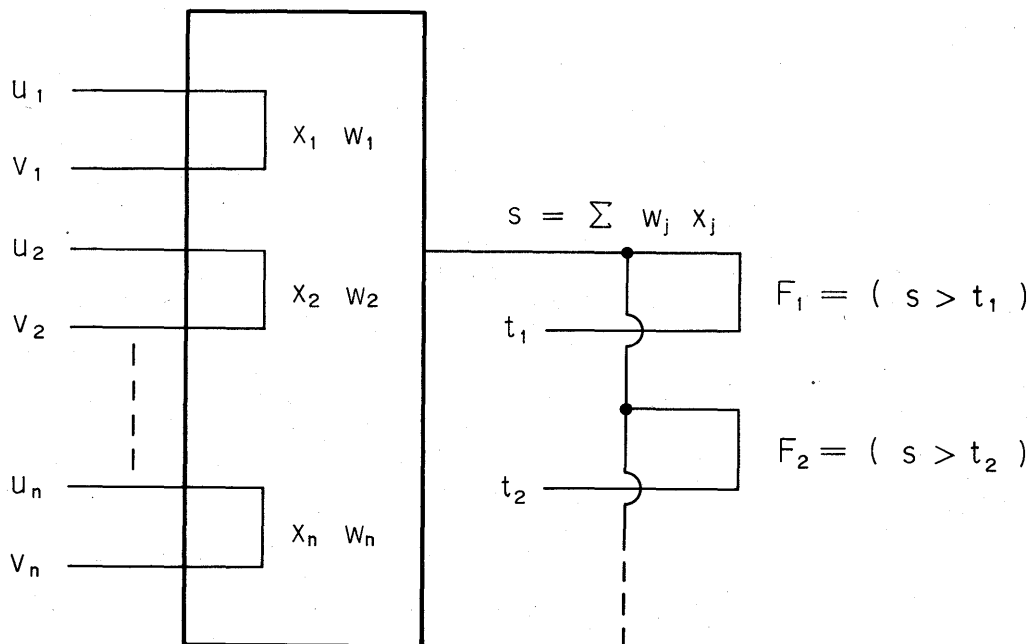 u₁
x₁ w₁
v₁
u₂
x₂ w₂
v₂
uₙ
xₙ wₙ
vₙ
s = ∑ wⱼ xⱼ
t₁
F₁ = ( s > t₁ )
t₂
F₂ = ( s > t₂ )